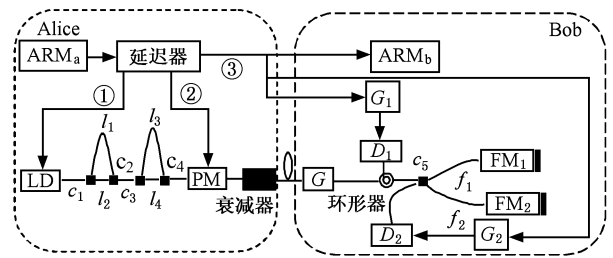 Alice
Bob
ARMa
延迟器
③
ARMb
①
②
G1
l1
l3
D1
c2
c4
c5
FM1
LD
PM
G
f1
c1
l2
c3
l4
衰减器
环形器
f2
FM2
D2
G2